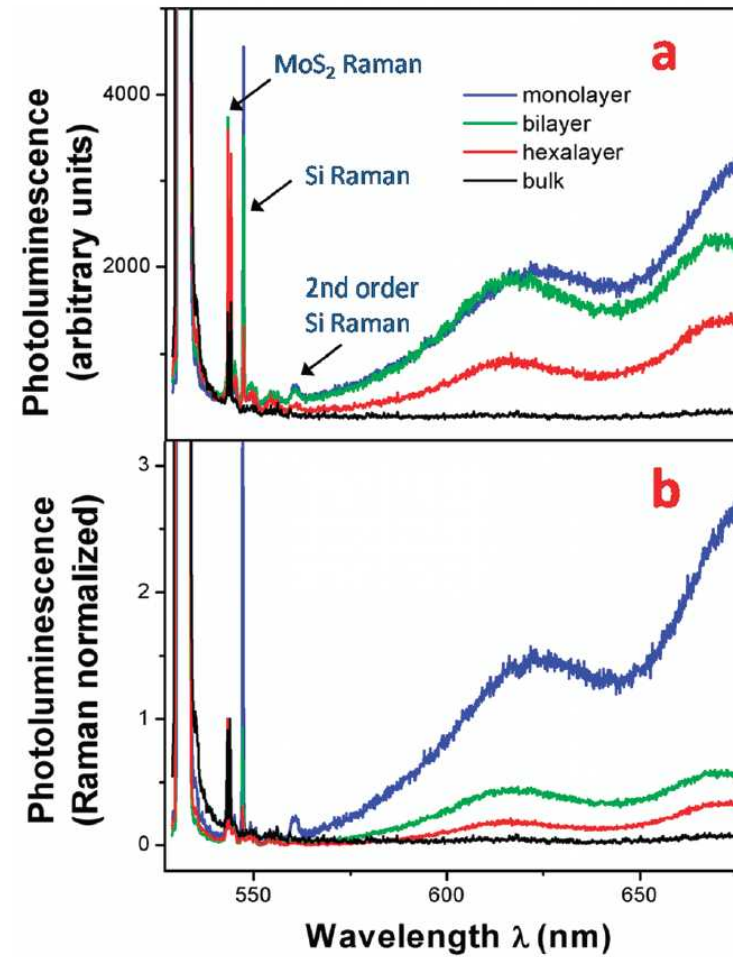 a
MoS₂ Raman
monolayer
4000
bilayer
hexalayer
Si Raman
bulk
Photoluminescence
(arbitrary units)
2000
2nd order
Si Raman
b
3
Photoluminescence
(Raman normalized)
2
1
0
550
600
650
Wavelength λ (nm)